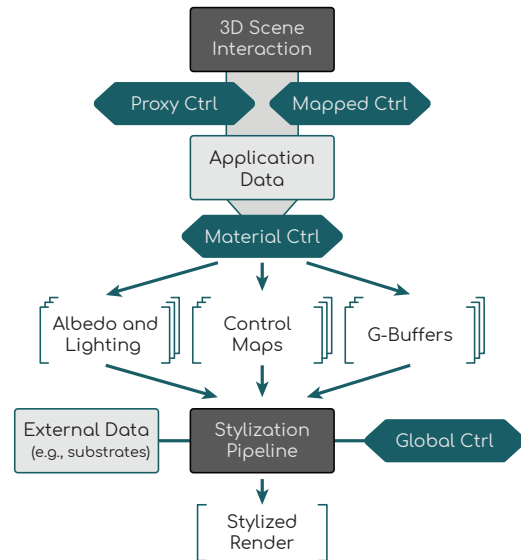 3D Scene
Interaction
Proxy Ctrl
Mapped Ctrl
Application
Data
Material Ctrl
Albedo and
Lighting
Control
Maps
G-Buffers
External Data
(e.g., substrates)
Stylization
Pipeline
Global Ctrl
Stylized
Render